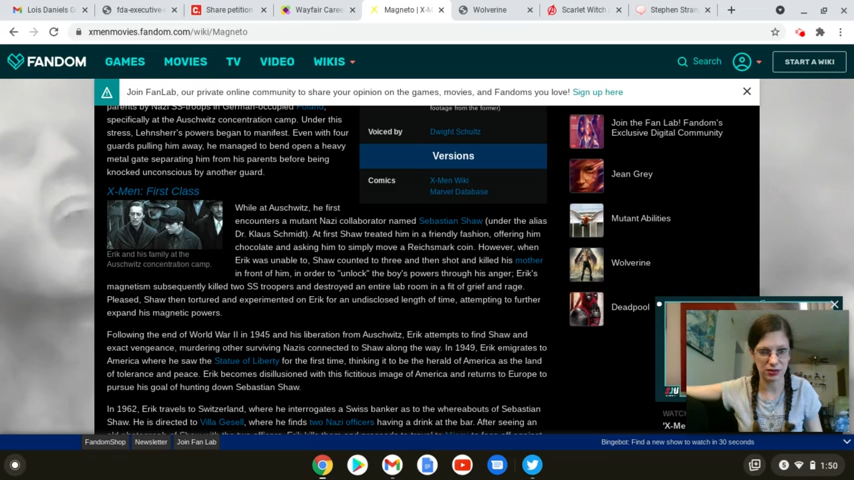 Lois Daniels G
fda-executive-
Share petition
Wayfair Care
Magneto | X-M
Wolverine
Scarlet Witch
Stephen Stran
xmenmovies.fandom.com/wiki/Magneto
FANDOM
GAMES
MOVIES
TV
VIDEO
WIKIS
Search
START A WIKI
Join FanLab, our private online community to share your opinion on the games, movies, and Fandoms you love! Sign up here
parents by Nazi SS-troops in German-occupied Poland,
specifically at the Auschwitz concentration camp. Under this
stress, Lehnsherr's powers began to manifest. Even with four
guards pulling him away, he managed to bend open a heavy
metal gate separating him from his parents before being
knocked unconscious by another guard.
footage from the former)
Voiced by
Dwight Schultz
Versions
Comics
X-Men Wiki
Marvel Database
X-Men: First Class
While at Auschwitz, he first
encounters a mutant Nazi collaborator named Sebastian Shaw (under the alias
Dr. Klaus Schmidt). At first Shaw treated him in a friendly fashion, offering him
chocolate and asking him to simply move a Reichsmark coin. However, when
Erik was unable to, Shaw counted to three and then shot and killed his mother
in front of him, in order to "unlock" the boy's powers through his anger; Erik's
magnetism subsequently killed two SS troopers and destroyed an entire lab room in a fit of grief and rage.
Pleased, Shaw then tortured and experimented on Erik for an undisclosed length of time, attempting to further
expand his magnetic powers.
Erik and his family at the
Auschwitz concentration camp.
Following the end of World War II in 1945 and his liberation from Auschwitz, Erik attempts to find Shaw and
exact vengeance, murdering other surviving Nazis connected to Shaw along the way. In 1949, Erik emigrates to
America where he saw the Statue of Liberty for the first time, thinking it to be the herald of America as the land
of tolerance and peace. Erik becomes disillusioned with this fictitious image of America and returns to Europe to
pursue his goal of hunting down Sebastian Shaw.
In 1962, Erik travels to Switzerland, where he interrogates a Swiss banker as to the whereabouts of Sebastian
Shaw. He is directed to Villa Gesell, where he finds two Nazi officers having a drink at the bar. After seeing an
Join the Fan Lab! Fandom's
Exclusive Digital Community
Jean Grey
Mutant Abilities
Wolverine
Deadpool
WATCH
'X-Me
FandomShop
Newsletter
Join Fan Lab
Bingebot: Find a new show to watch in 30 seconds
1:50